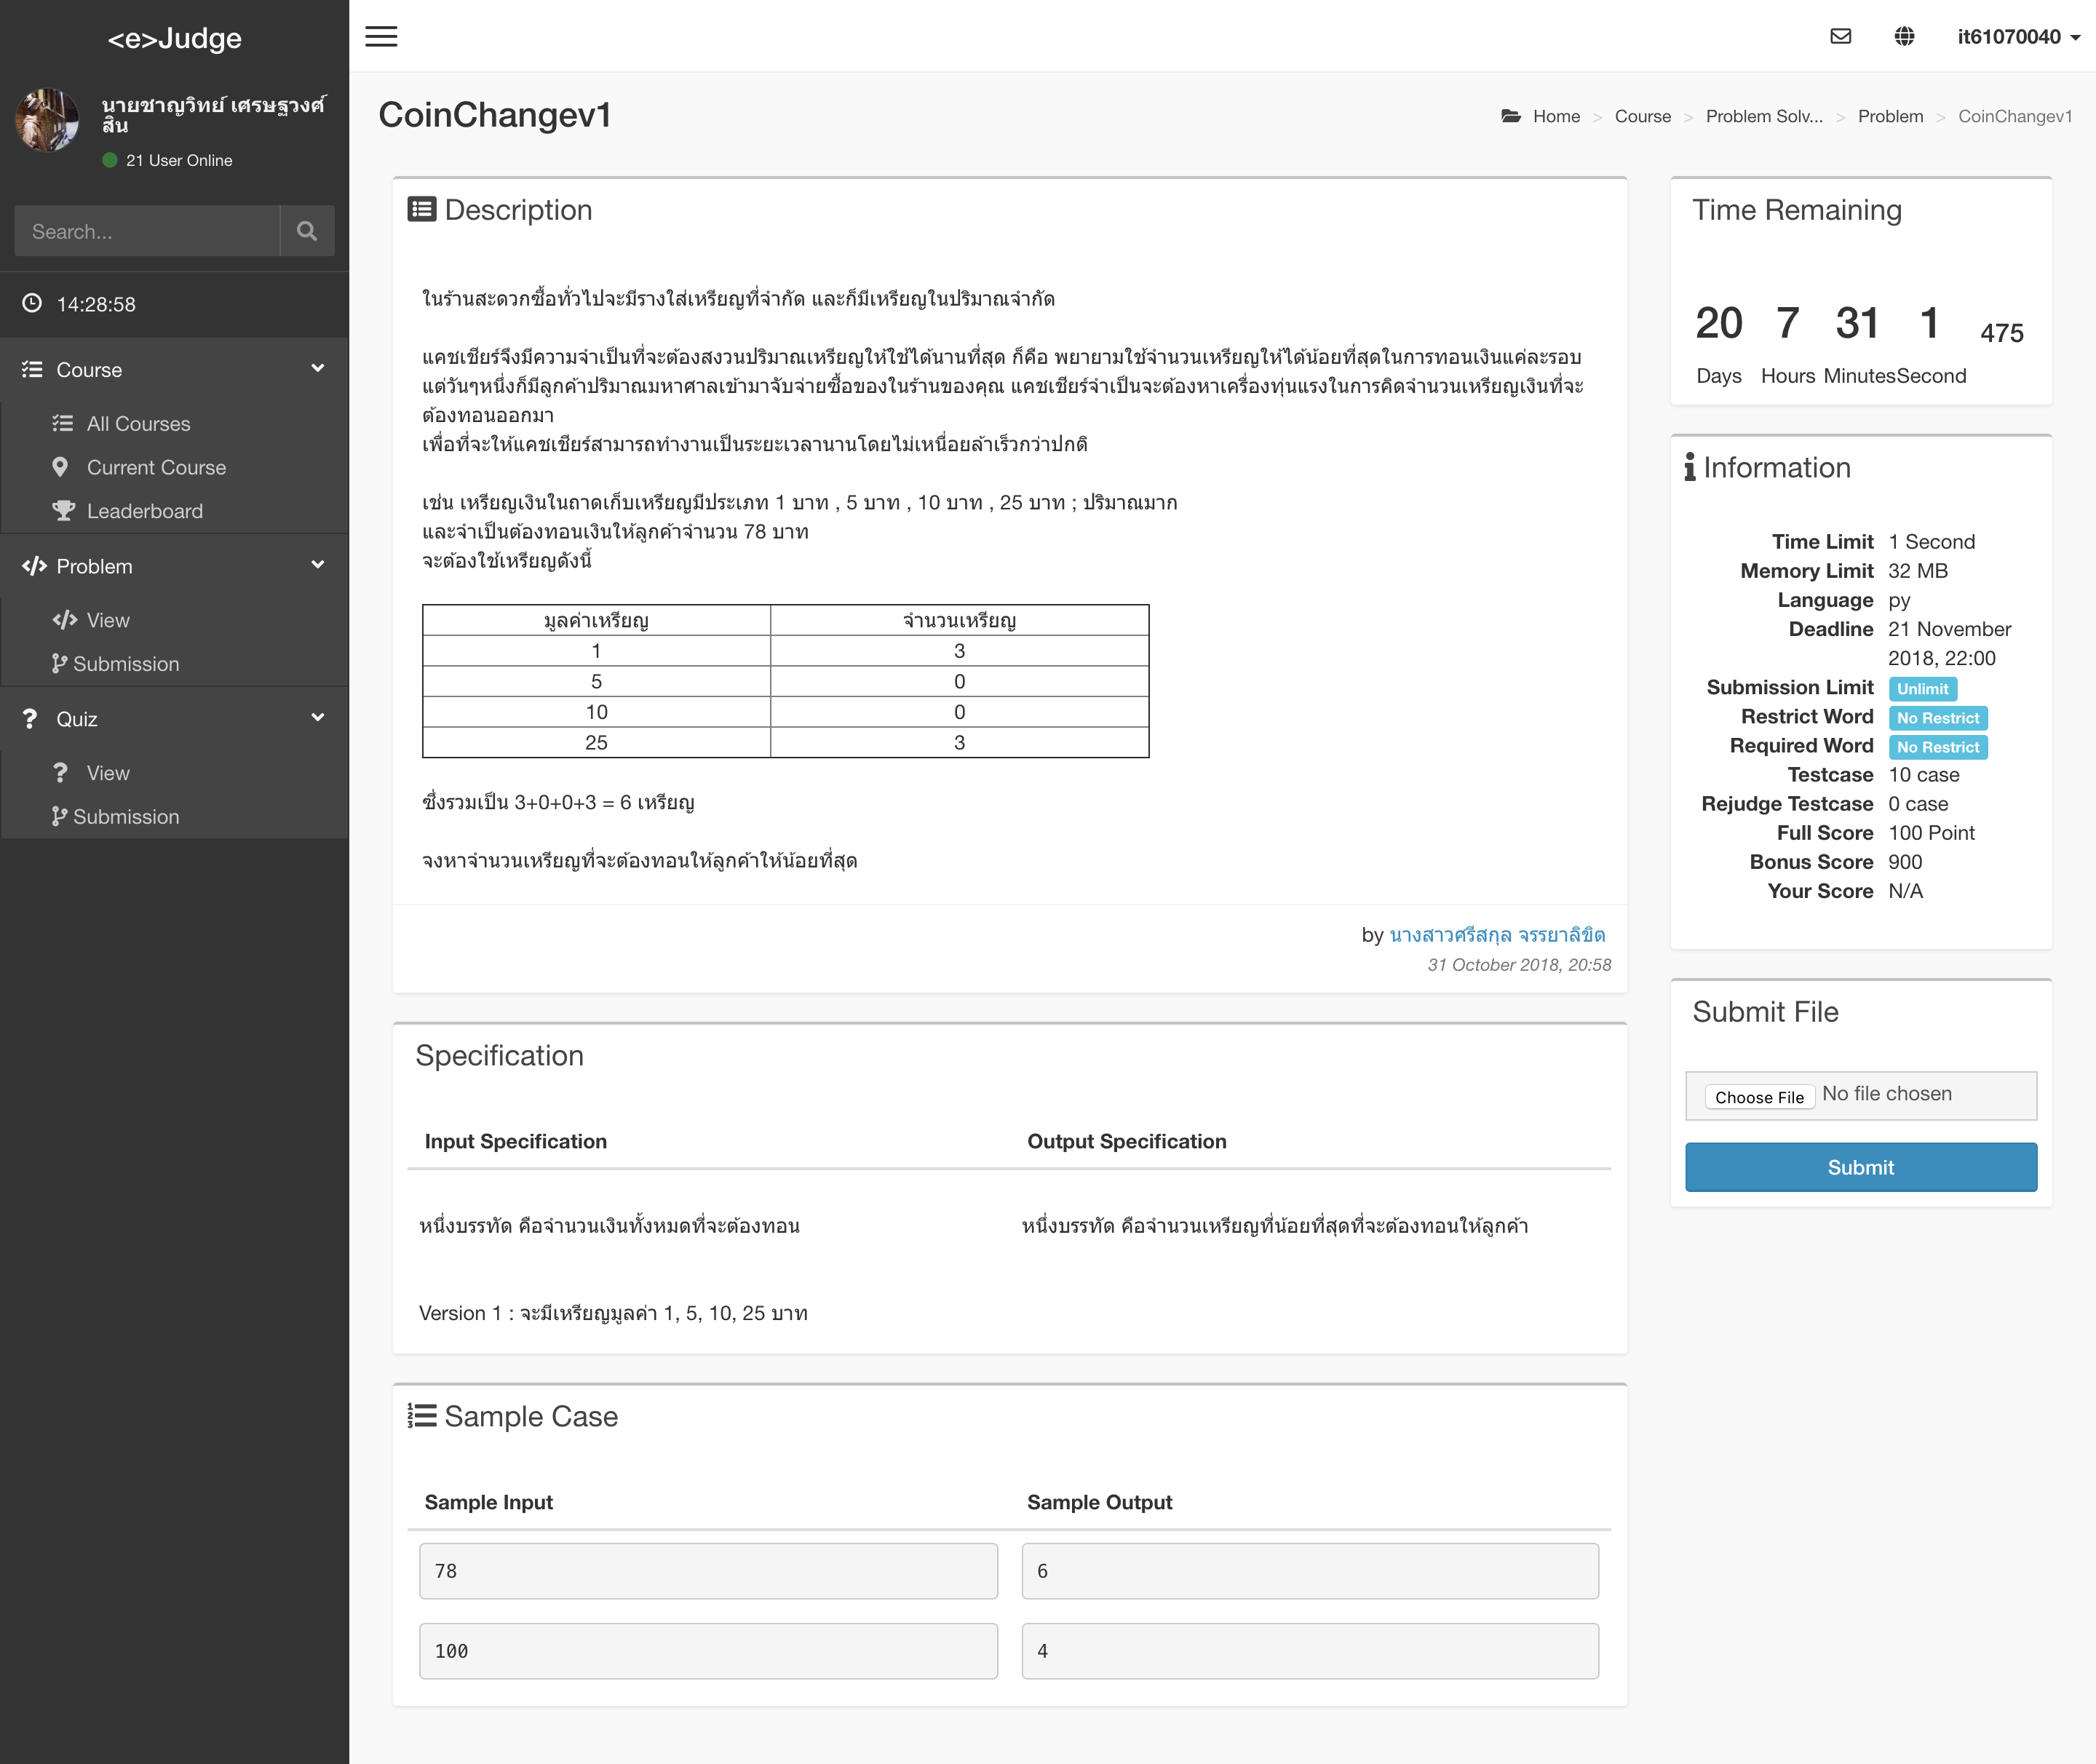 <e>Judge
นายชาญวิทย์ เศรษฐวงศ์
สิน
21 User Online
Search...
14:28:58
Course
All Courses
Current Course
Leaderboard
Problem
View
Submission
Quiz
View
Submission
it61070040
CoinChangev1
Home > Course > Problem Solv... > Problem > CoinChangev1
Description
ในร้านสะดวกซื้อทั่วไปจะมีรางใส่เหรียญที่จำกัด และก็มีเหรียญในปริมาณจำกัด
แคชเชียร์จึงมีความจำเป็นที่จะต้องสงวนปริมาณเหรียญให้ใช้ได้นานที่สุด ก็คือ พยายามใช้จำนวนเหรียญให้ได้น้อยที่สุดในการทอนเงินแค่ละรอบ
แต่วันๆหนึ่งก็มีลูกค้าปริมาณมหาศาลเข้ามาจับจ่ายซื้อของในร้านของคุณ แคชเชียร์จำเป็นจะต้องหาเครื่องทุ่นแรงในการคิดจำนวนเหรียญเงินที่จะ
ต้องทอนออกมา
เพื่อที่จะให้แคชเชียร์สามารถทำงานเป็นระยะเวลานานโดยไม่เหนื่อยล้าเร็วกว่าปกติ
เช่น เหรียญเงินในถาดเก็บเหรียญมีประเภท 1 บาท , 5 บาท , 10 บาท , 25 บาท ; ปริมาณมาก
และจำเป็นต้องทอนเงินให้ลูกค้าจำนวน 78 บาท
จะต้องใช้เหรียญดังนี้
มูลค่าเหรียญ จำนวนเหรียญ
1 3
5 0
10 0
25 3
ซึ่งรวมเป็น 3+0+0+3 = 6 เหรียญ
จงหาจำนวนเหรียญที่จะต้องทอนให้ลูกค้าให้น้อยที่สุด
by นางสาวศรีสกุล จรรยาลิขิต
31 October 2018, 20:58
Specification
Input Specification Output Specification
หนึ่งบรรทัด คือจำนวนเงินทั้งหมดที่จะต้องทอน หนึ่งบรรทัด คือจำนวนเหรียญที่น้อยที่สุดที่จะต้องทอนให้ลูกค้า
Version 1 : จะมีเหรียญมูลค่า 1, 5, 10, 25 บาท
Sample Case
Sample Input Sample Output
78 6
100 4
Time Remaining
20 7 31 1 475
Days Hours Minutes Second
Information
Time Limit 1 Second
Memory Limit 32 MB
Language py
Deadline 21 November
2018, 22:00
Submission Limit Unlimit
Restrict Word No Restrict
Required Word No Restrict
Testcase 10 case
Rejudge Testcase 0 case
Full Score 100 Point
Bonus Score 900
Your Score N/A
Submit File
Choose File No file chosen
Submit